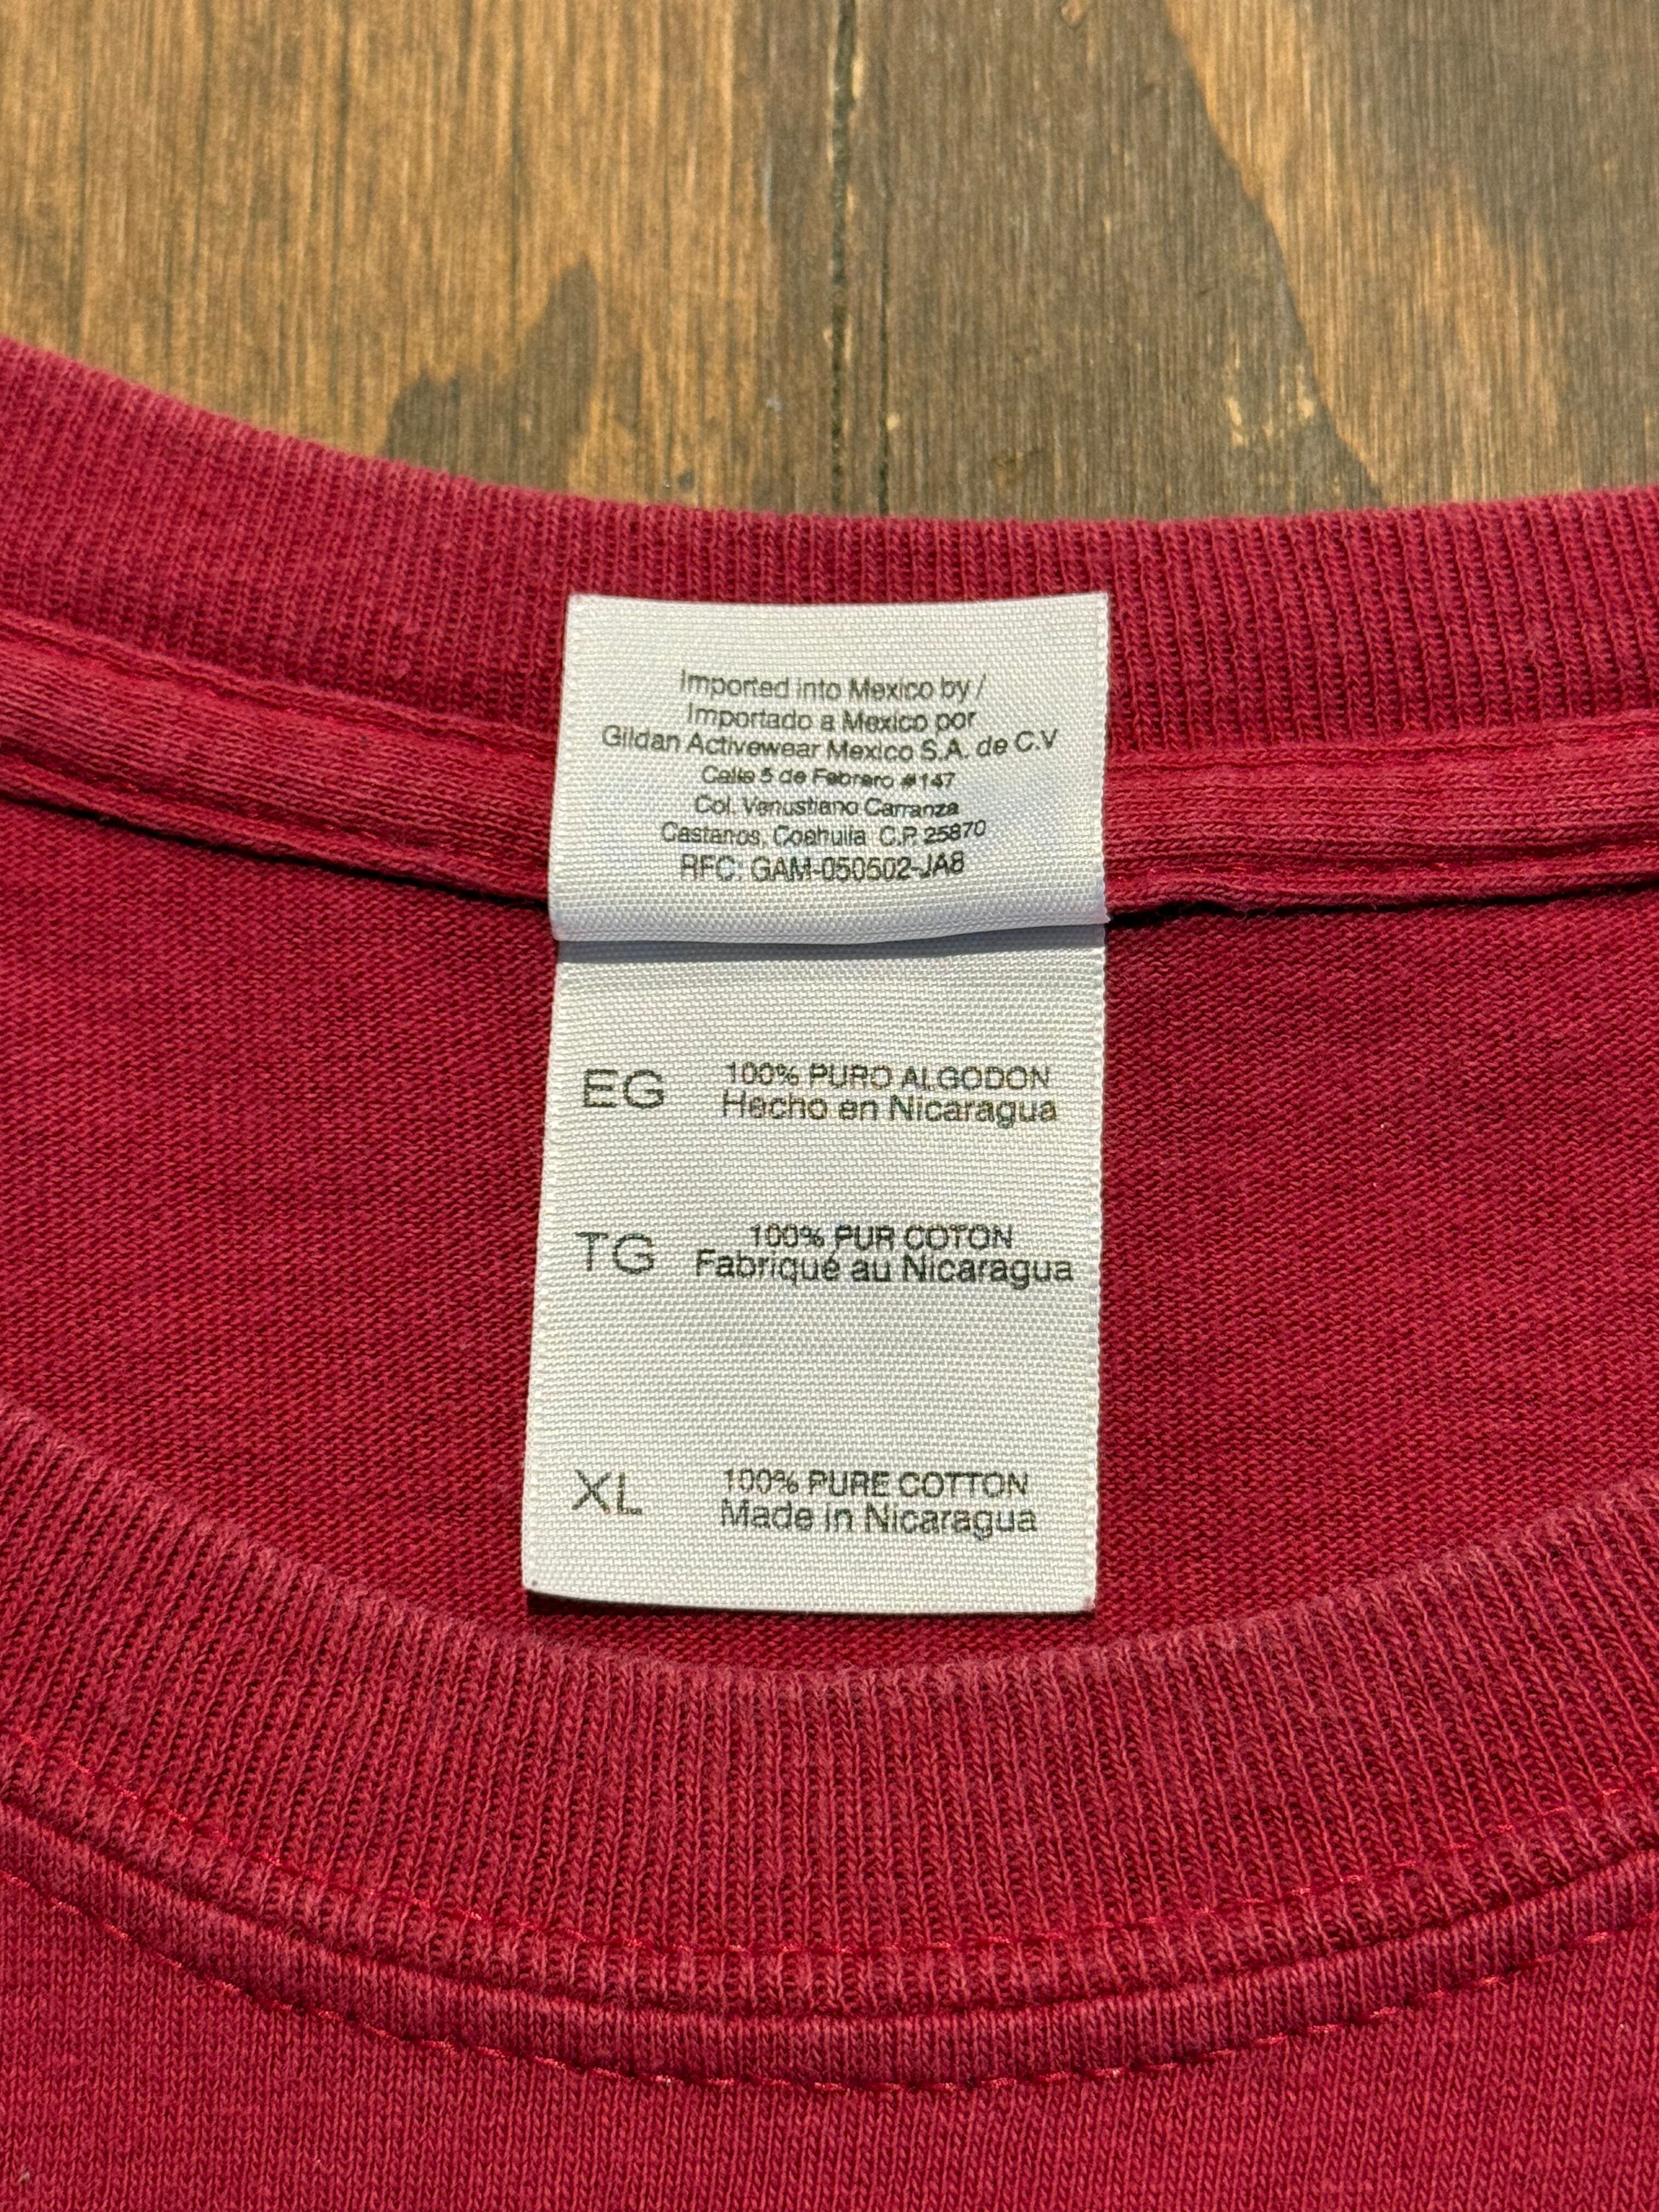 Imported into Mexico by /
Importado a Mexico por
Gildan Activewear Mexico S.A. de C.V
Calle 5 de Febrero #147
Col. Venustiano Carranza
Castanos, Coahuila C.P. 25870
RFC: GAM-050502-JA8
EG
100% PURO ALGODON
Hecho en Nicaragua
TG
100% PUR COTON
Fabriqué au Nicaragua
XL
100% PURE COTTON
Made in Nicaragua